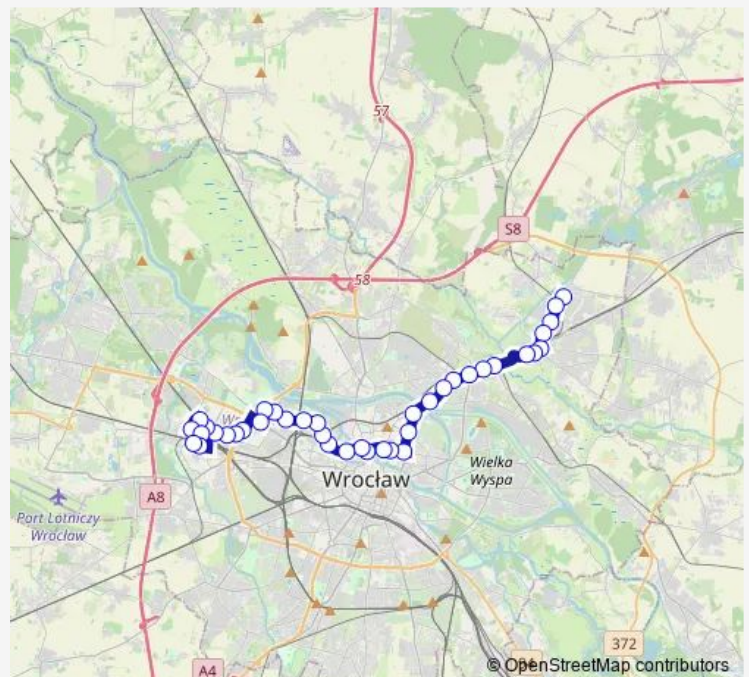 57
S8
58
Wielka
Wyspa
Wrocław
A8
Port Lotniczy
Wrocław
372
A4
© OpenStreetMap contributors